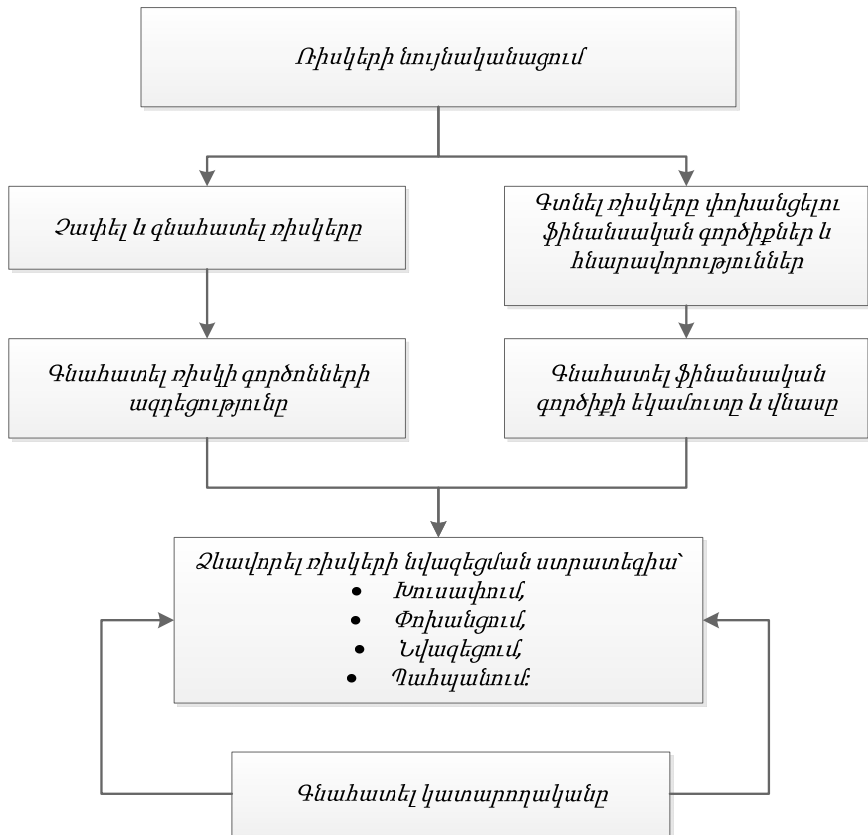 Ռիսկերի նույնականացում
Չափել և գնահատել ռիսկերը
Գտնել ռիսկերը փոխանցելու
ֆինանսական գործիքներ և
հնարավորություններ
Գնահատել ռիսկի գործոնների
ազդեցությունը
Գնահատել ֆինանսական
գործիքի եկամուտը և վնասը
Ձևավորել ռիսկերի նվազեցման ստրատեգիա՝
• Խուսափում,
• Փոխանցում,
• Նվազեցում,
• Պահպանում:
Գնահատել կատարողականը